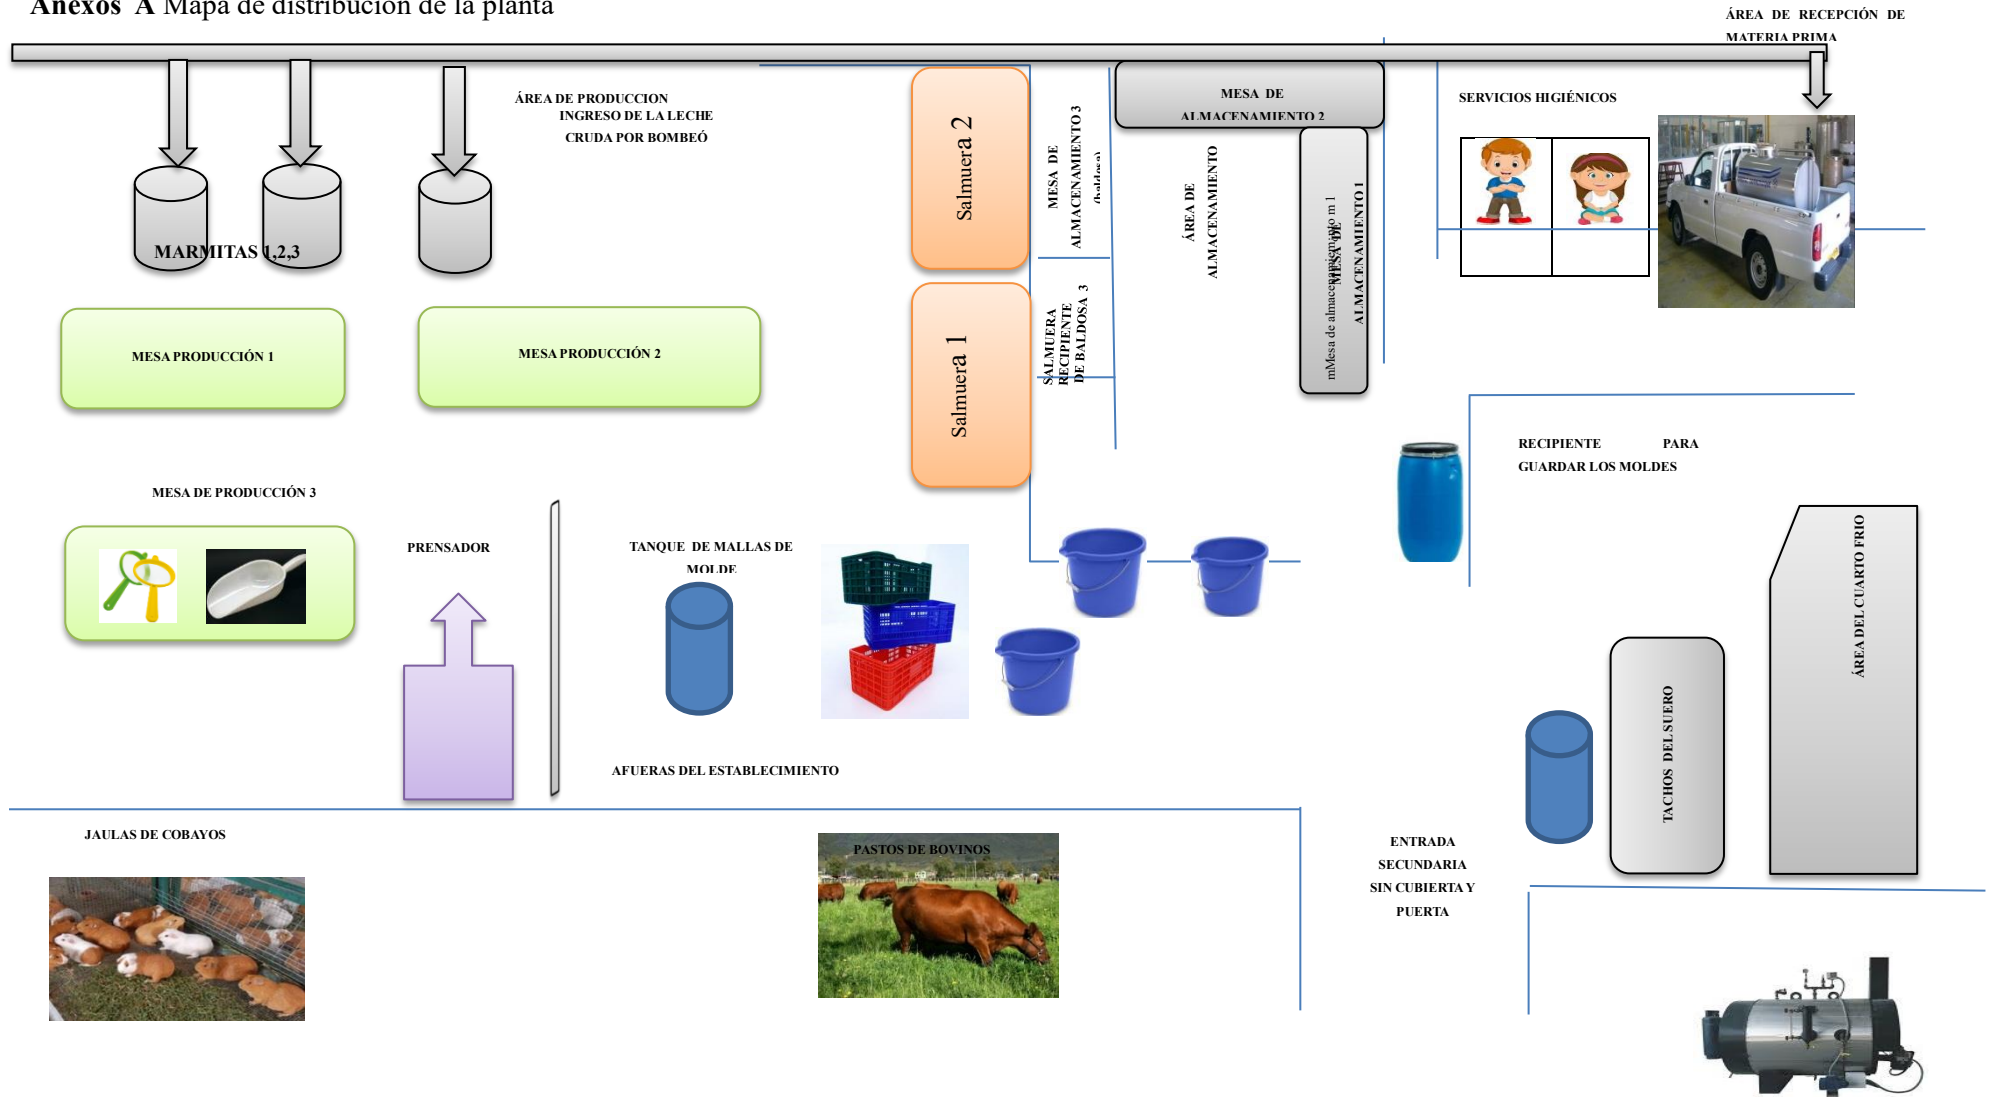 Anexos A Mapa de distribución de la planta
ÁREA DE RECEPCIÓN DE
MATERIA PRIMA
ÁREA DE PRODUCCION
INGRESO DE LA LECHE
CRUDA POR BOMBEÓ
MARMITAS 1,2,3
Salmuera 2
MESA DE
ALMACENAMIENTO 3
(baldosa)
MESA DE
ALMACENAMIENTO 2
ÁREA DE
ALMACENAMIENTO
mMesa de almacenamiento m 1
MESA DE
ALMACENAMIENTO 1
SERVICIOS HIGIÉNICOS
MESA PRODUCCIÓN 1
MESA PRODUCCIÓN 2
Salmuera 1
SALMUERA
RECIPIENTE
DE BALDOSA 3
RECIPIENTE PARA
GUARDAR LOS MOLDES
MESA DE PRODUCCIÓN 3
PRENSADOR
TANQUE DE MALLAS DE
MOLDE
ÁREA DEL CUARTO FRIO
TACHOS DEL SUERO
AFUERAS DEL ESTABLECIMIENTO
JAULAS DE COBAYOS
PASTOS DE BOVINOS
ENTRADA
SECUNDARIA
SIN CUBIERTA Y
PUERTA